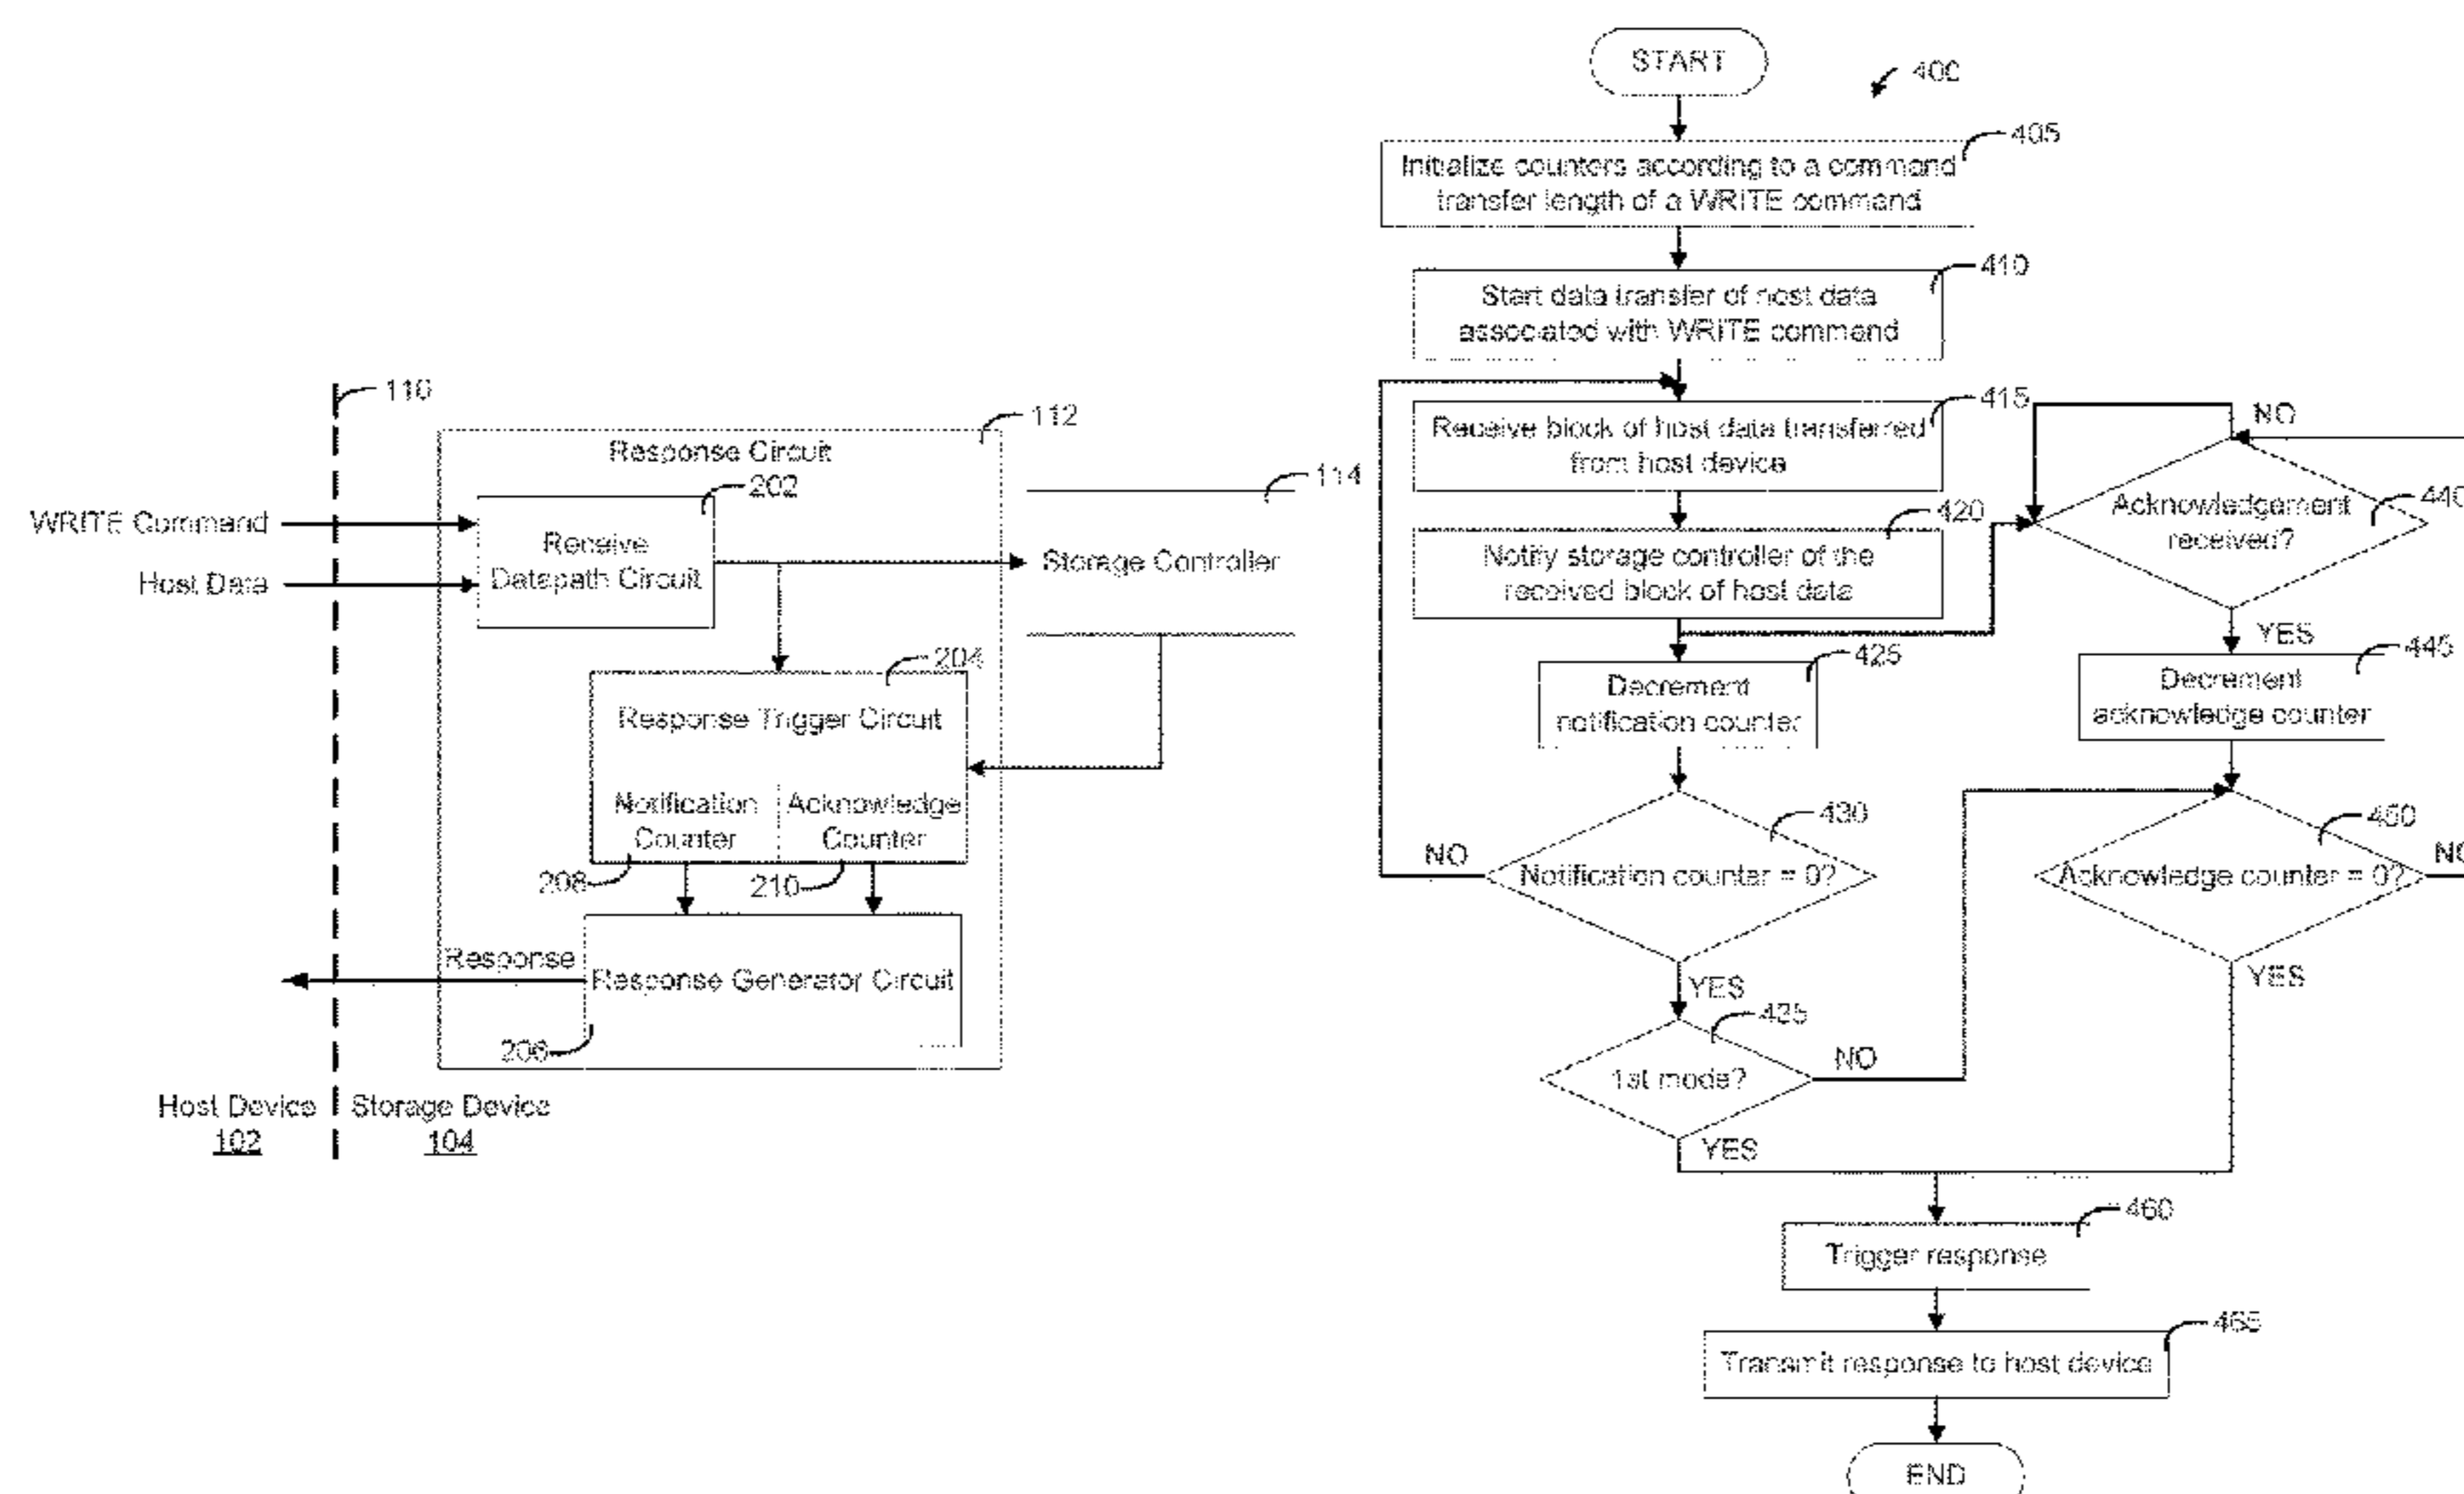 110
Response Circuit
112
202
114
WRITE Command
Receive
Datapath Circuit
Storage Controller
Host Data
204
Response Trigger Circuit
Notification
Counter
Acknowledge
Counter
208
210
Response
Response Generator Circuit
206
Host Device
102
Storage Device
104
START
400
405
Initialize counters according to a command
transfer length of a WRITE command
410
Start data transfer of host data
associated with WRITE command
415
Receive block of host data transferred
from host device
420
Notify storage controller of the
received block of host data
425
Decrement
notification counter
430
Notification counter = 0?
NO
YES
435
1st mode?
NO
YES
NO
Acknowledgement
received?
440
YES
445
Decrement
acknowledge counter
450
Acknowledge counter = 0?
NO
YES
460
Trigger response
465
Transmit response to host device
END